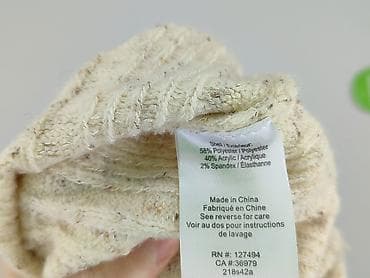 Shell / Extérieur:
58% Polyester / Polyester
40% Acrylic / Acrylique
2% Spandex / Élasthanne
Made in China
Fabriqué en Chine
See reverse for care
Voir au dos pour instructions
de lavage
RN #: 127494
CA #:36979
218s42a